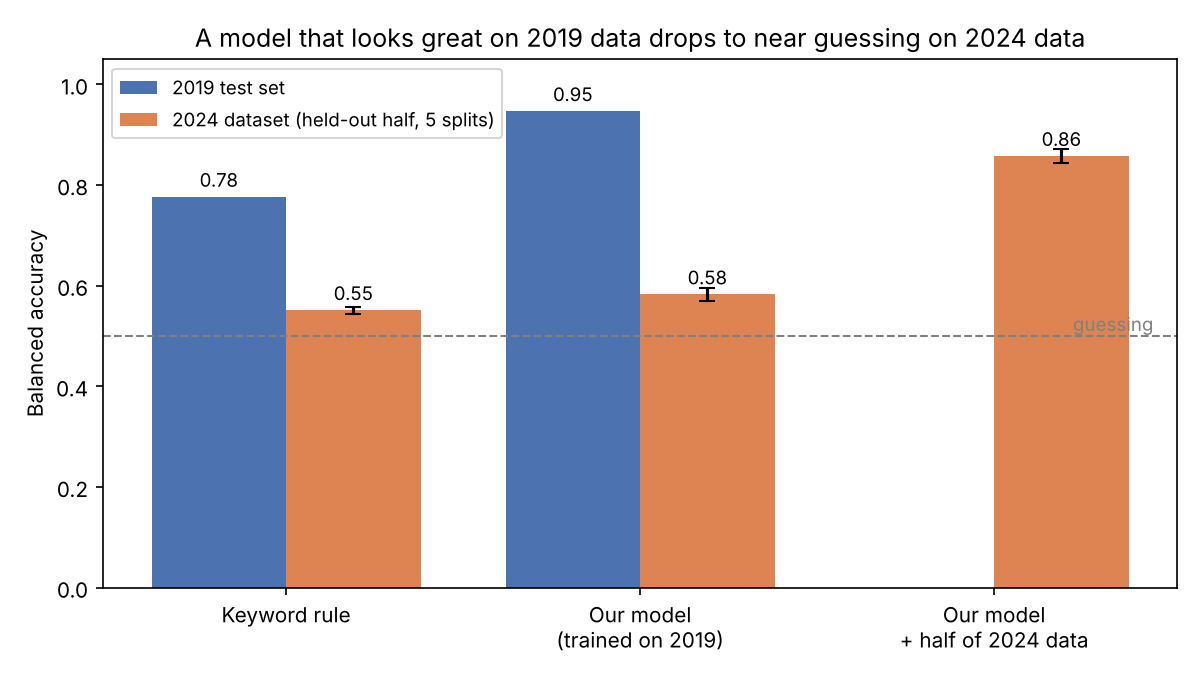 A model that looks great on 2019 data drops to near guessing on 2024 data
2019 test set
2024 dataset (held-out half, 5 splits)
Balanced accuracy
1.0
0.8
0.6
0.4
0.2
0.0
0.78
0.55
0.95
0.58
0.86
guessing
Keyword rule
Our model
(trained on 2019)
Our model
+ half of 2024 data